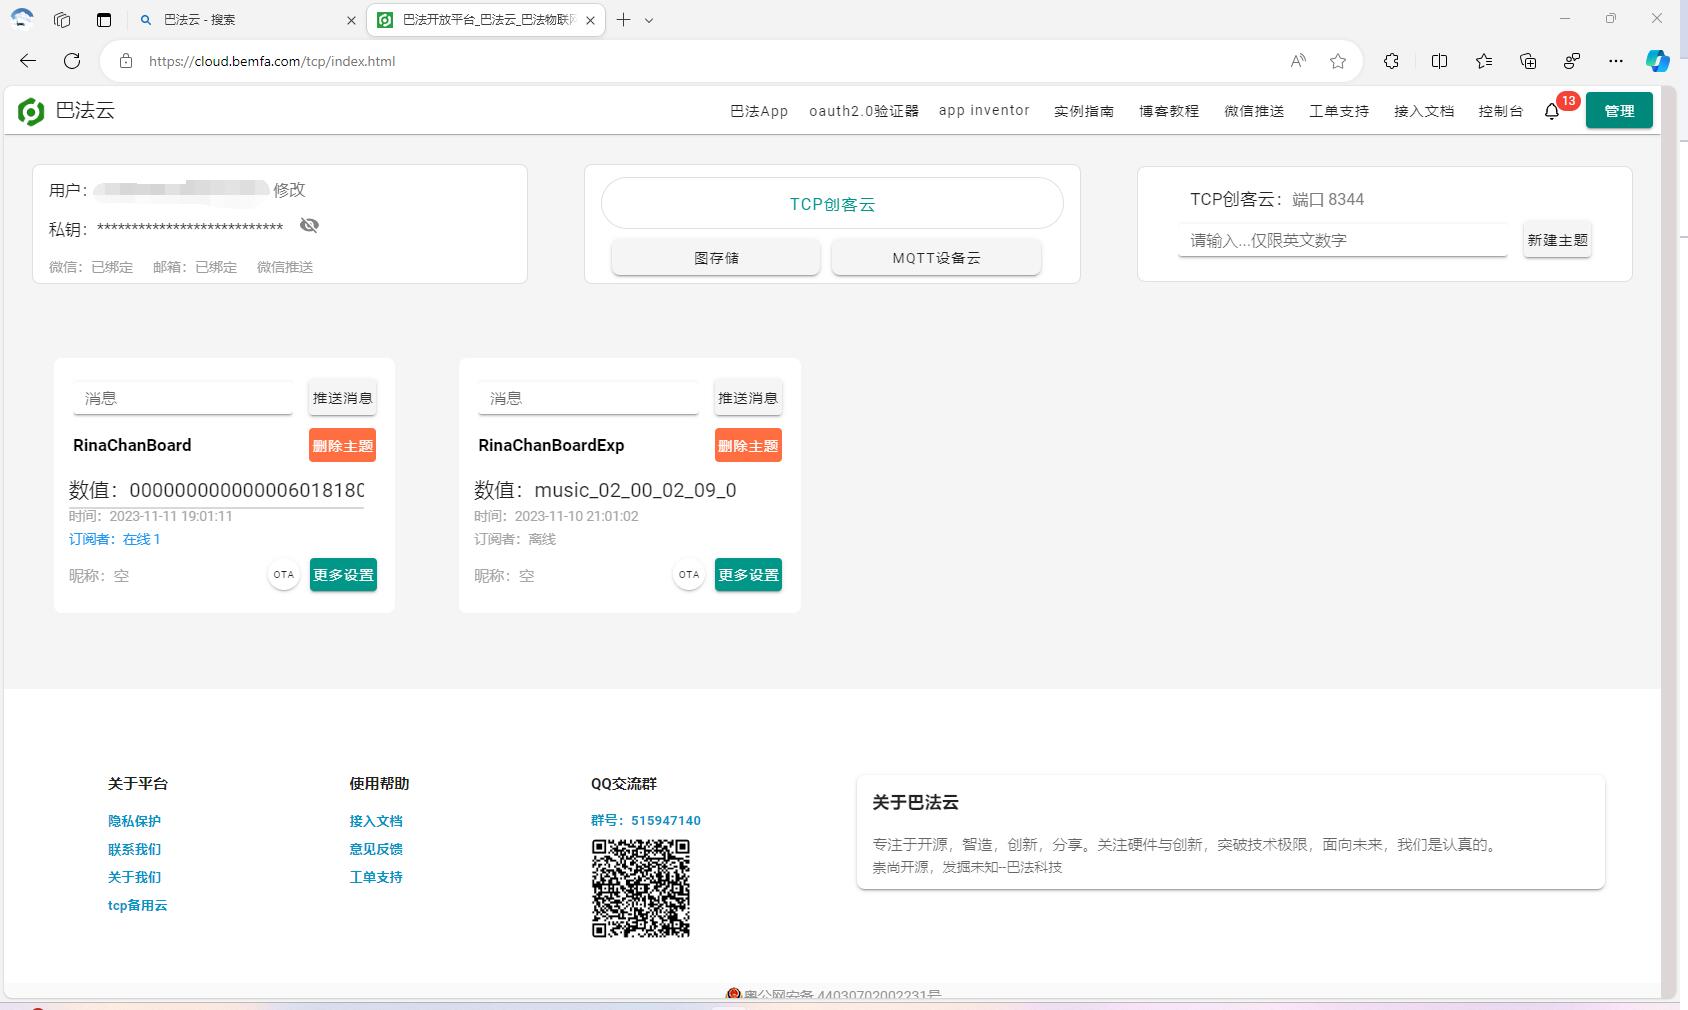 巴法云 - 搜索
巴法开放平台_巴法云_巴法物联网
https://cloud.bemfa.com/tcp/index.html
巴法云
巴法App
oauth2.0验证器
app inventor
实例指南
博客教程
微信推送
工单支持
接入文档
控制台
13
管理
用户：
修改
私钥：***************************
微信：已绑定 邮箱：已绑定 微信推送
TCP创客云
图存储
MQTT设备云
TCP创客云：端口 8344
请输入...仅限英文数字
新建主题
消息
推送消息
RinaChanBoard
删除主题
数值：000000000000006018180
时间：2023-11-11 19:01:11
订阅者：在线 1
昵称：空
OTA
更多设置
消息
推送消息
RinaChanBoardExp
删除主题
数值：music_02_00_02_09_0
时间：2023-11-10 21:01:02
订阅者：离线
昵称：空
OTA
更多设置
关于平台
隐私保护
联系我们
关于我们
tcp备用云
使用帮助
接入文档
意见反馈
工单支持
QQ交流群
群号：515947140
关于巴法云
专注于开源，智造，创新，分享。关注硬件与创新，突破技术极限，面向未来，我们是认真的。
崇尚开源，发掘未知--巴法科技
粤公网安备 44030702002231号